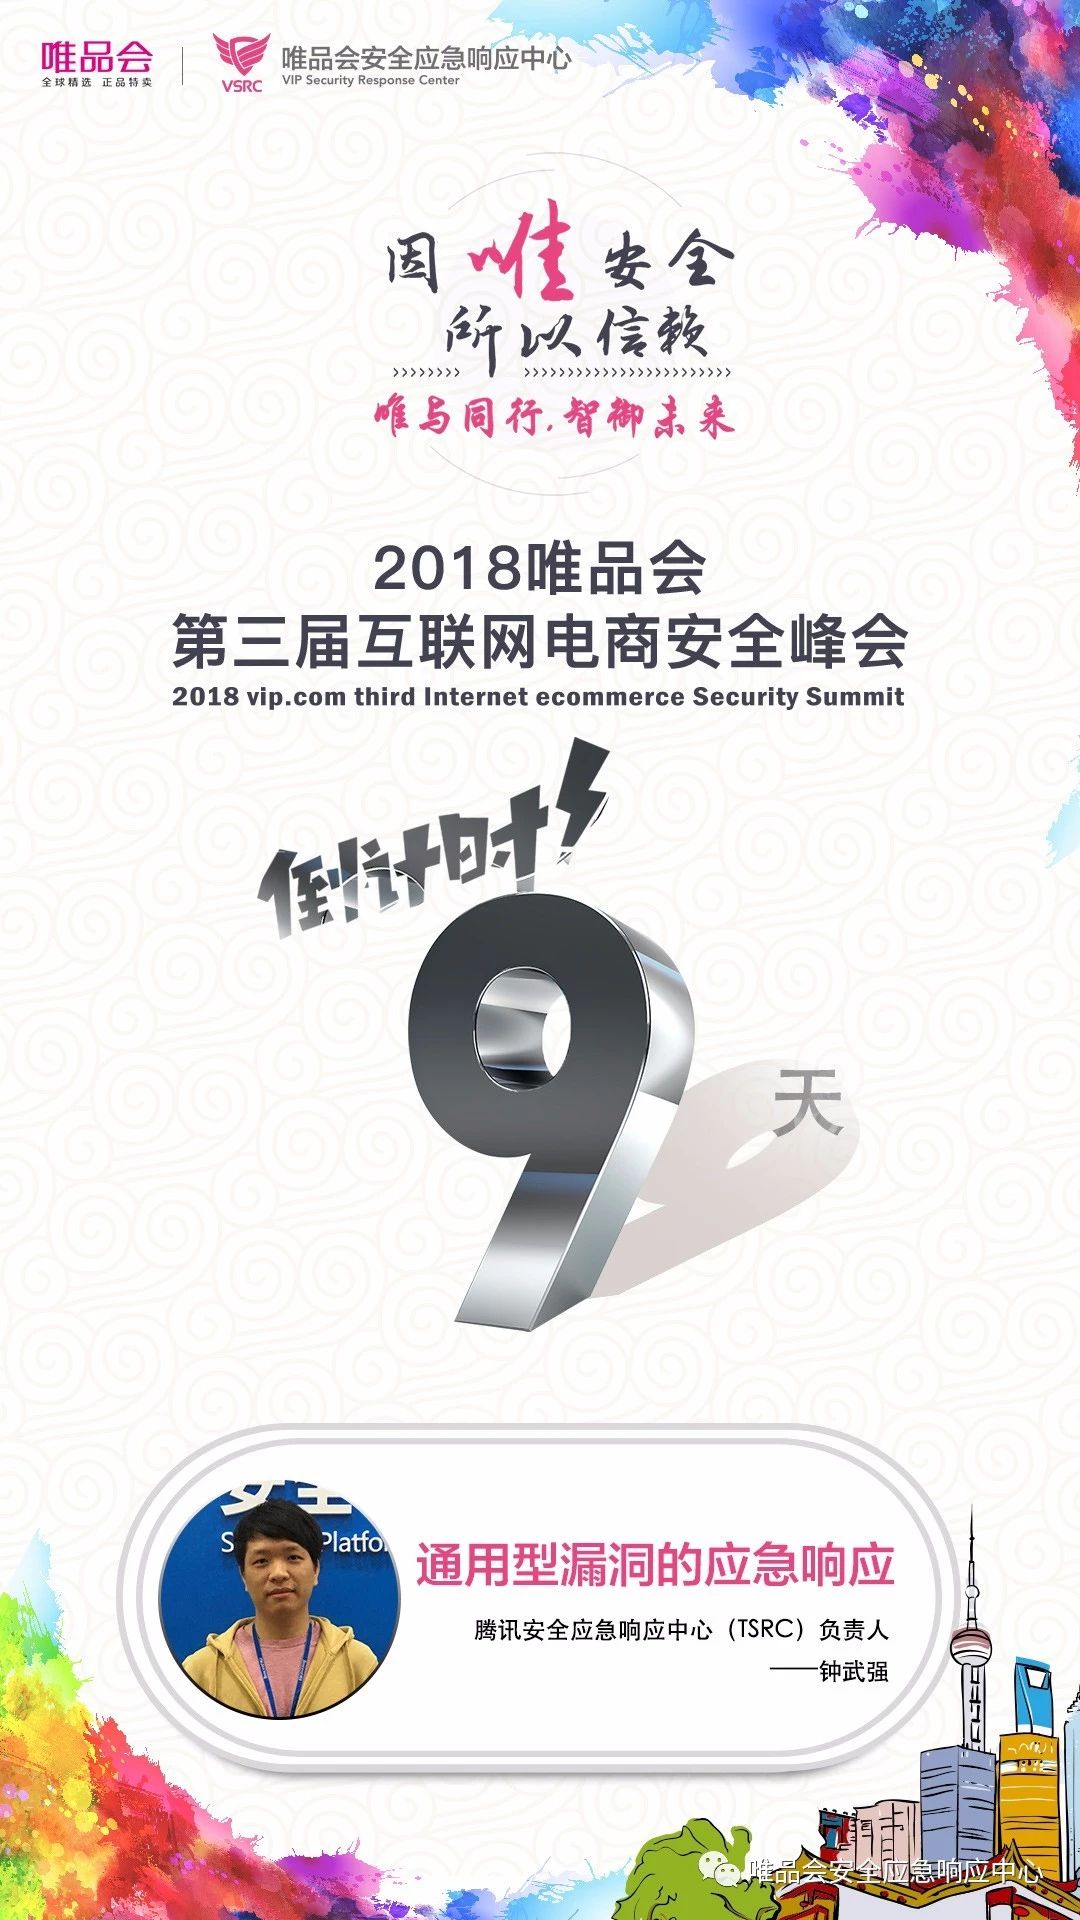 唯品会
全球精选 正品特卖
VSRC
唯品会安全应急响应中心
VIP Security Response Center
因唯安全
所以信赖
唯与同行,智御未来
2018唯品会
第三届互联网电商安全峰会
2018 vip.com third Internet ecommerce Security Summit
倒计时
9
天
安全
S Platfo
通用型漏洞的应急响应
腾讯安全应急响应中心（TSRC）负责人
——钟武强
唯品会安全应急响应中心